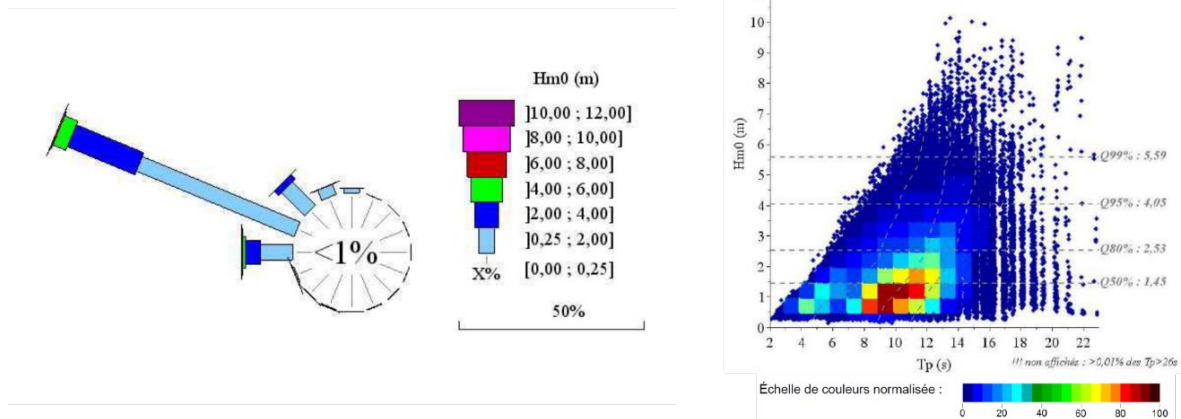 Hm0 (m)
]10,00 ; 12,00]
]8,00 ; 10,00]
]6,00 ; 8,00]
]4,00 ; 6,00]
]2,00 ; 4,00]
]0,25 ; 2,00]
[0,00 ; 0,25]
X%
50%
<1%
Hm0 (m)
10
9
8
7
6
5
4
3
2
1
0
Q99% : 5,59
Q95% : 4,05
Q80% : 2,53
Q50% : 1,45
2 4 6 8 10 12 14 16 18 20 22
Tp (s)
!!! non affichés : >0,01% des Tp>26s
Échelle de couleurs normalisée :
0 20 40 60 80 100